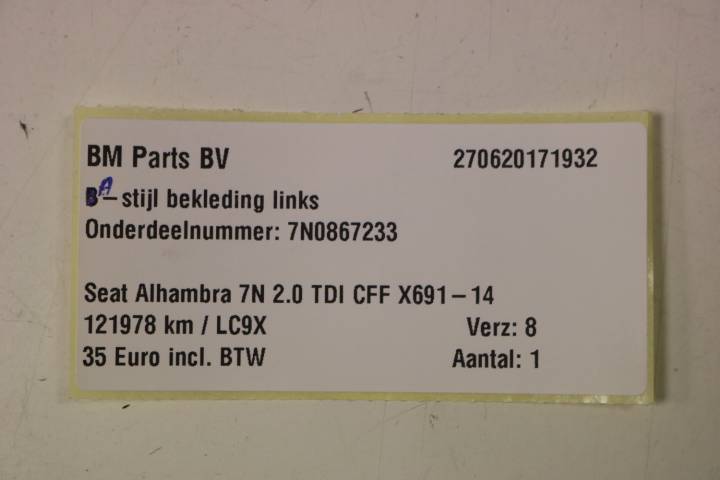 BM Parts BV 270620171932
A-stijl bekleding links
Onderdeelnummer: 7N0867233
Seat Alhambra 7N 2.0 TDI CFF X691-14
121978 km / LC9X Verz: 8
35 Euro incl. BTW Aantal: 1